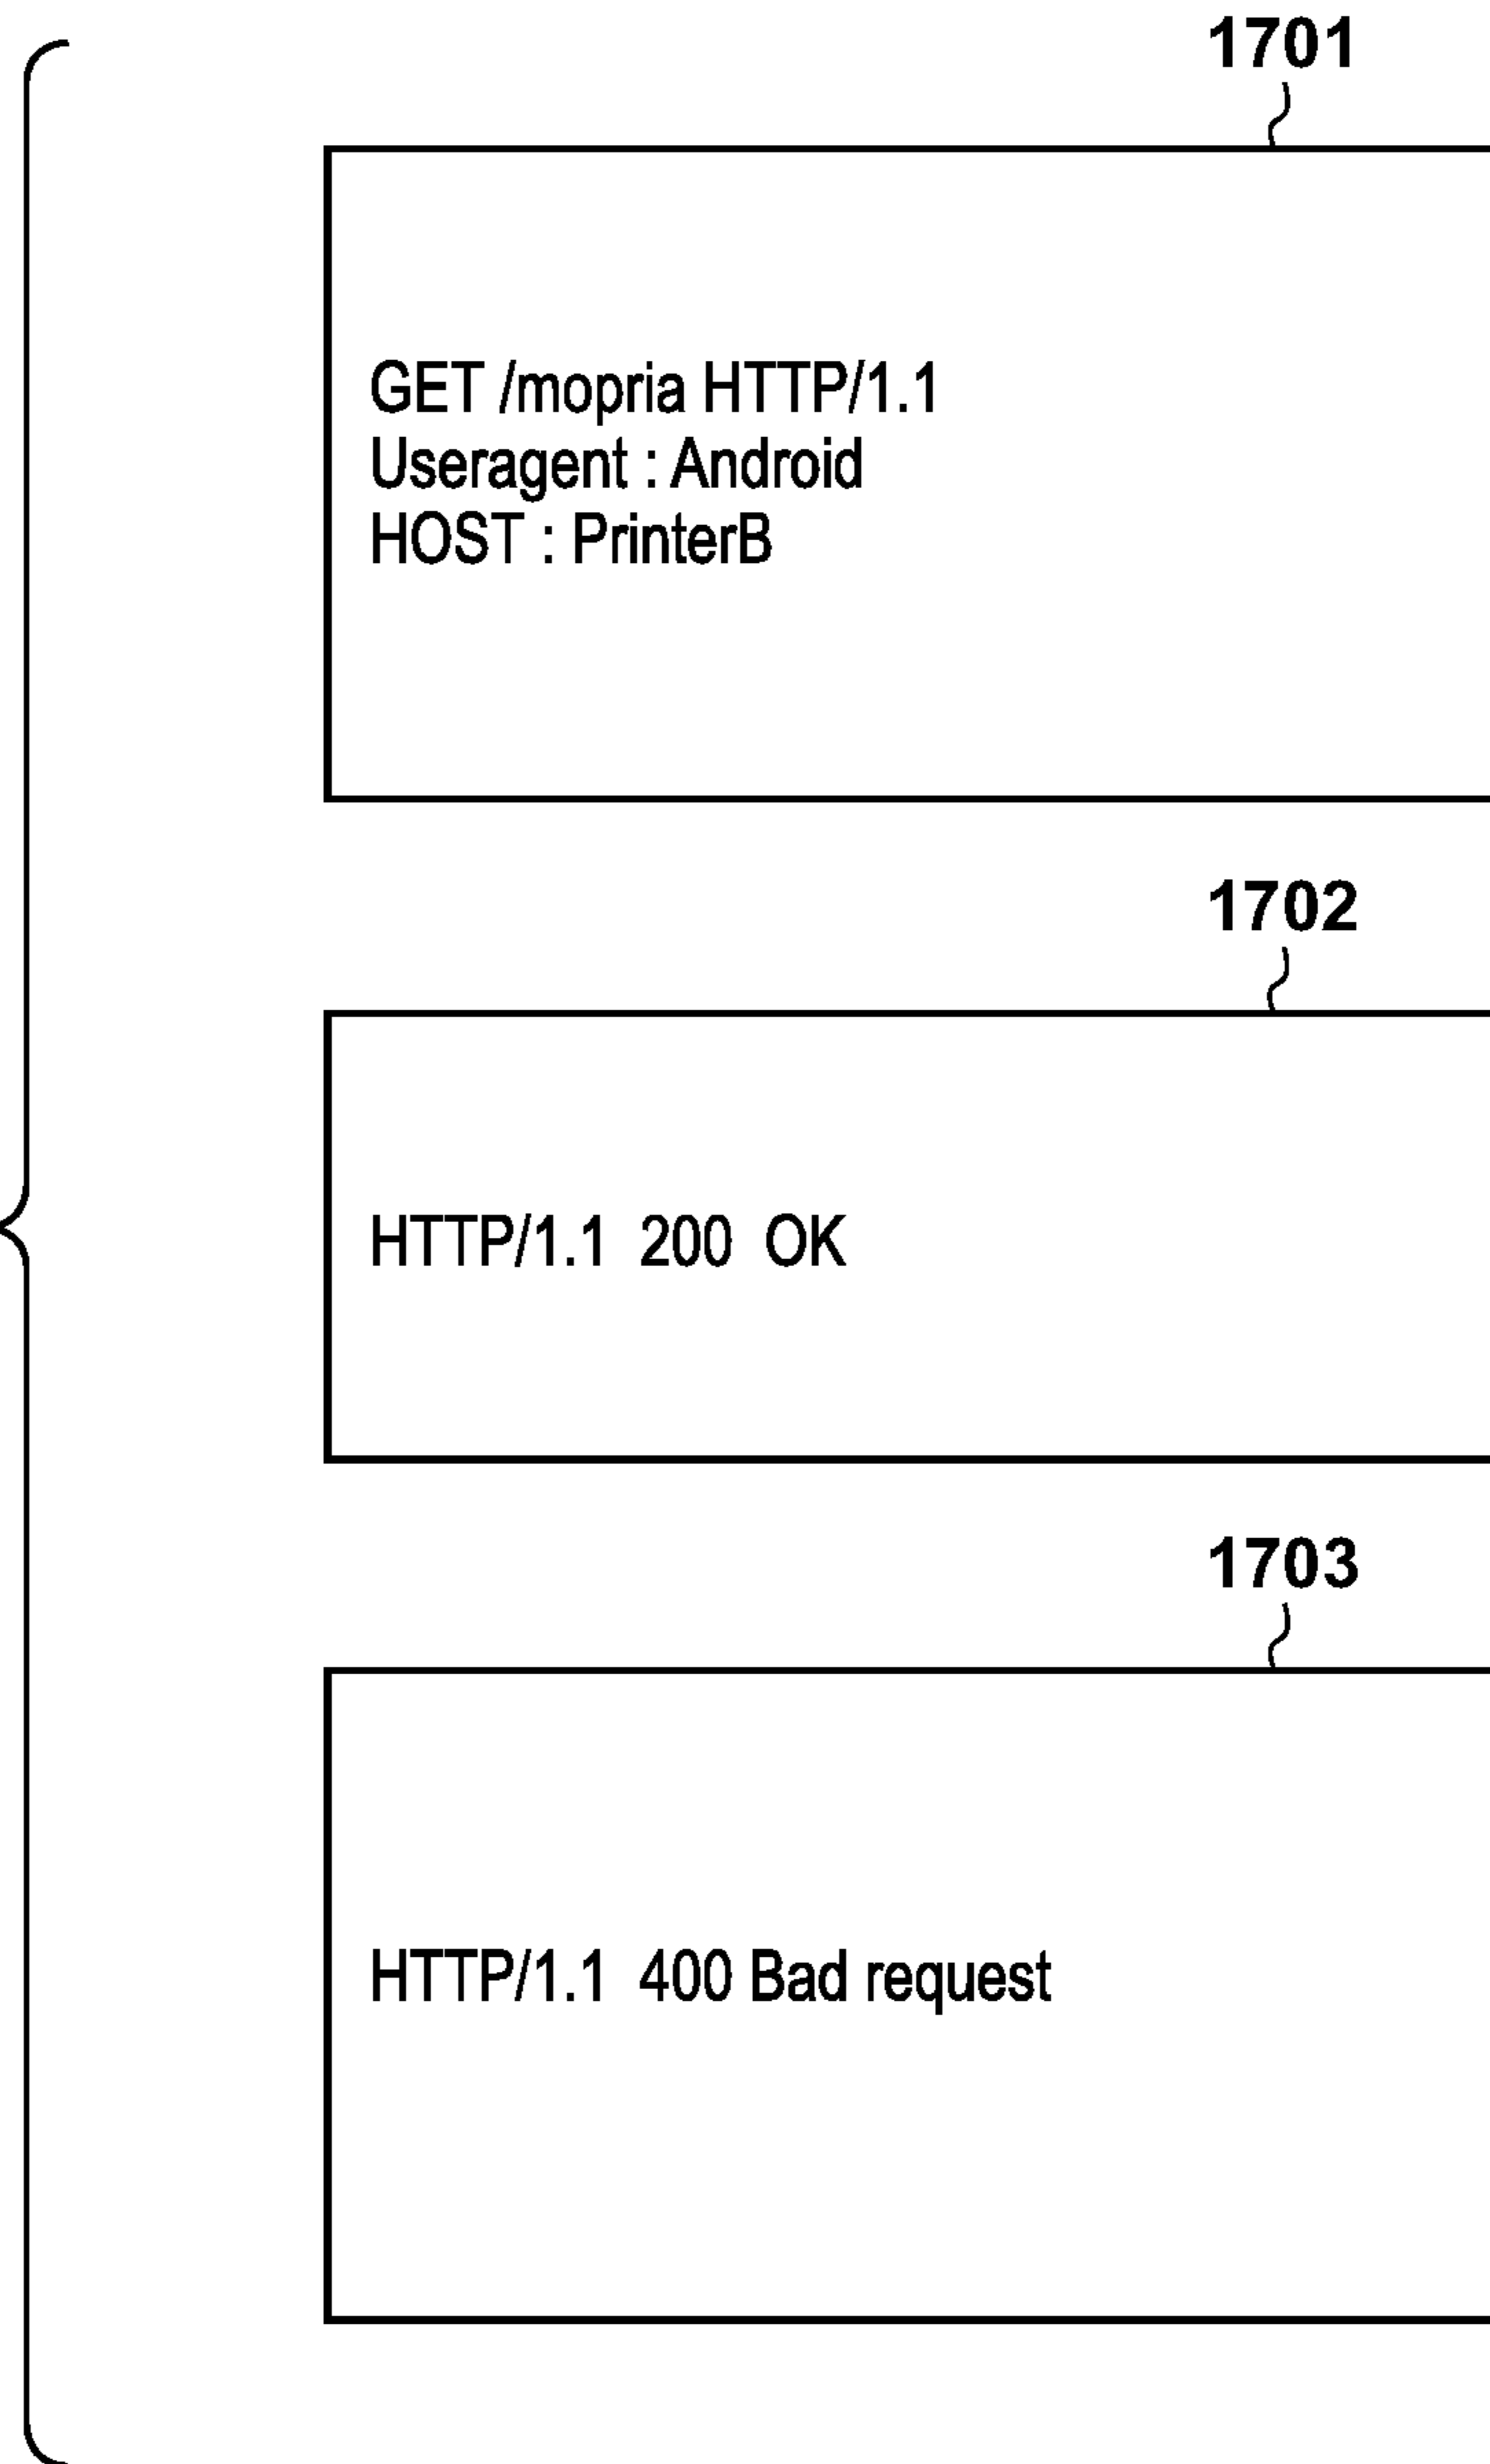 1701
GET /mopria HTTP/1.1
Useragent : Android
HOST : PrinterB
1702
HTTP/1.1 200 OK
1703
HTTP/1.1 400 Bad request